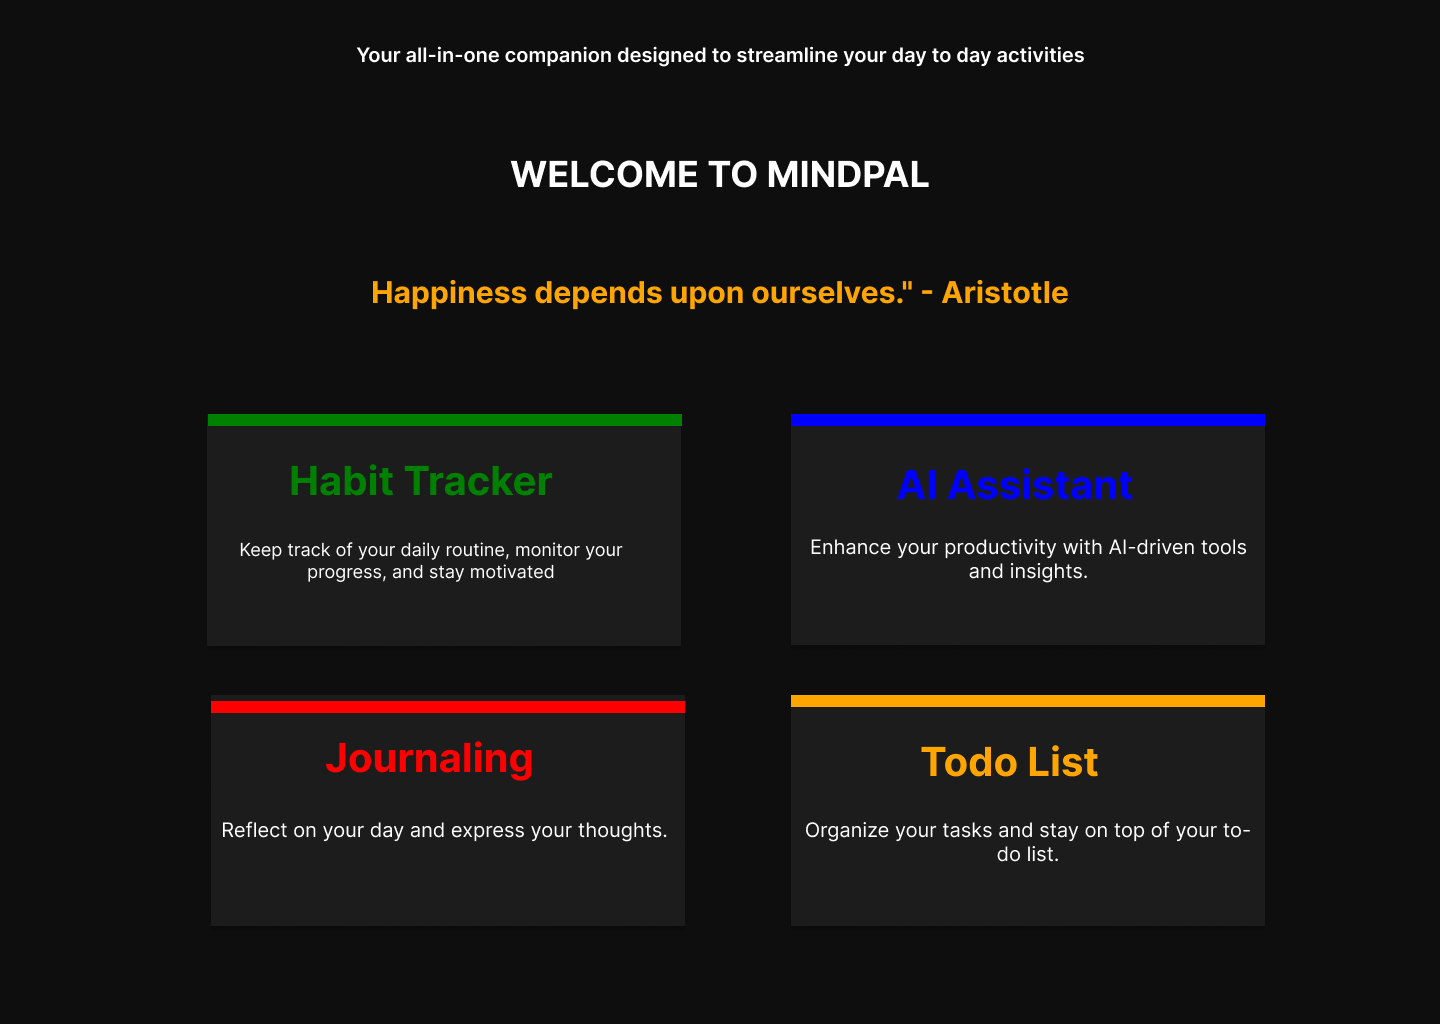 Your all-in-one companion designed to streamline your day to day activities
WELCOME TO MINDPAL
Happiness depends upon ourselves." - Aristotle
Habit Tracker
Keep track of your daily routine, monitor your
progress, and stay motivated
AI Assistant
Enhance your productivity with AI-driven tools
and insights.
Journaling
Reflect on your day and express your thoughts.
Todo List
Organize your tasks and stay on top of your to-
do list.